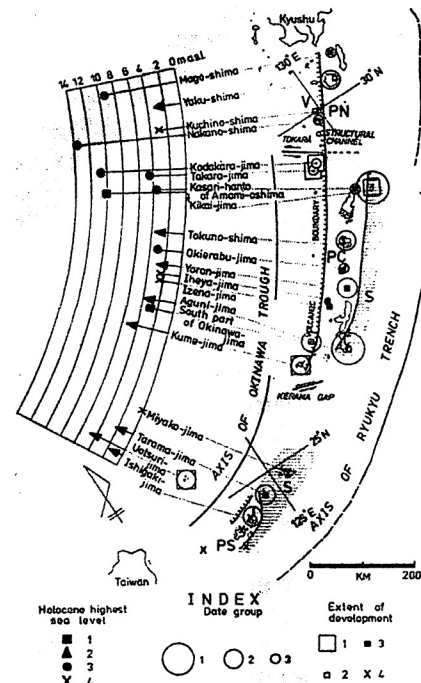 Kyushu
14 12 10 8 6 4 2 0 m asl
130°E
30°N
Mago-shima
Yaku-shima
V
PN
Kuchino-shima
Nakano-shima
TOKARA
STRUCTURAL
CHANNEL
Kodakara-jima
Takara-jima
Kasari-hanto
of Amami-oshima
Kikai-jima
BOUNDARY
Tokuno-shima
Okierabu-jima
PC
Yoron-jima
Iheya-jima
Izena-jima
TROUGH
S
Aguni-jima
VOLCANIC
South part
of Okinawa-
jima
Kume-jima
OKINAWA
TRENCH
KERAMA GAP
RYUKYU
Miyako-jima
OF
25°N
Tarama-jima
AXIS
OF
Uotsuri-
jima
S
Ishigaki-
jima
125°E
AXIS
PS
Taiwan
0 200
KM
INDEX
Holocene highest
sea level
Date group
Extent of
development
1
2
3
4
1 2 3
1 3
2 4